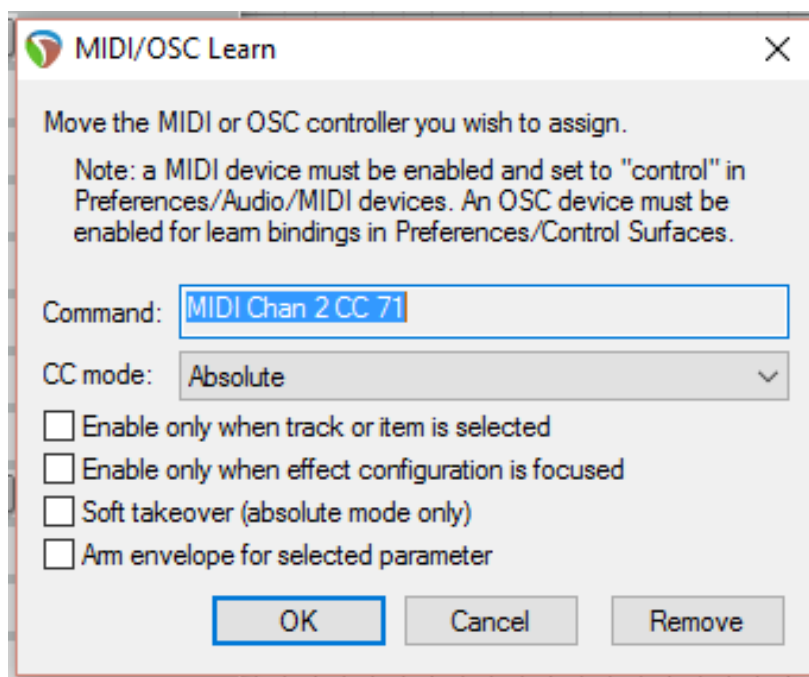 MIDI/OSC Learn
Move the MIDI or OSC controller you wish to assign.
Note: a MIDI device must be enabled and set to "control" in
Preferences/Audio/MIDI devices. An OSC device must be
enabled for learn bindings in Preferences/Control Surfaces.
Command: MIDI Chan 2 CC 71
CC mode: Absolute
Enable only when track or item is selected
Enable only when effect configuration is focused
Soft takeover (absolute mode only)
Arm envelope for selected parameter
OK Cancel Remove